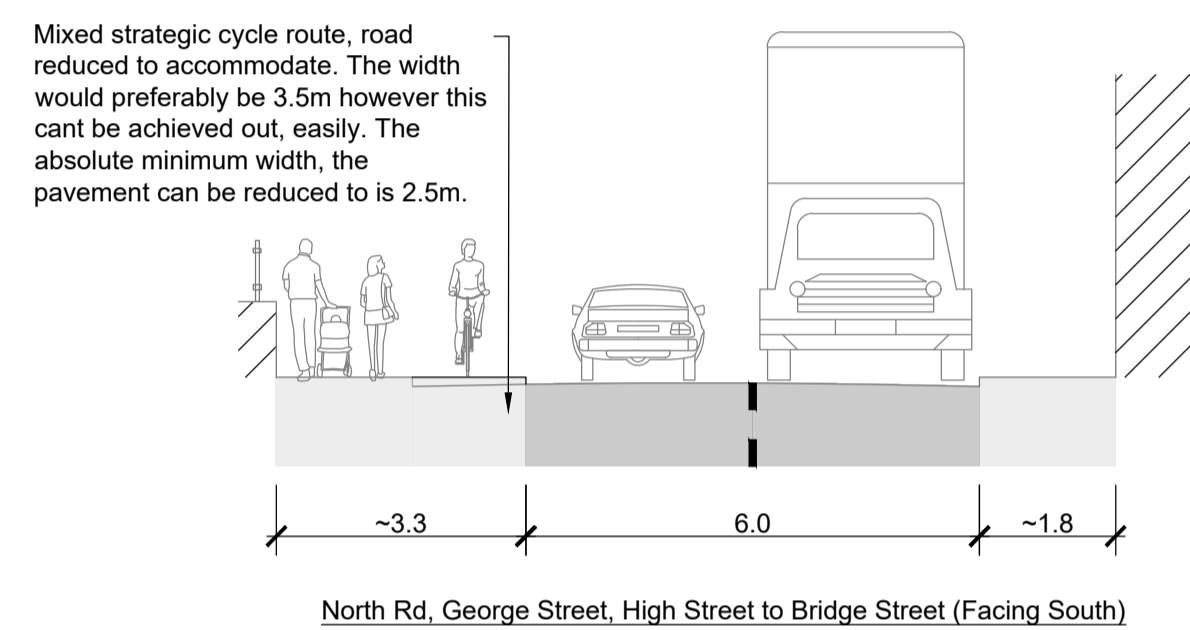 Mixed strategic cycle route, road
reduced to accommodate. The width
would preferably be 3.5m however this
cant be achieved out, easily. The
absolute minimum width, the
pavement can be reduced to is 2.5m.
~3.3
6.0
~1.8
North Rd, George Street, High Street to Bridge Street (Facing South)